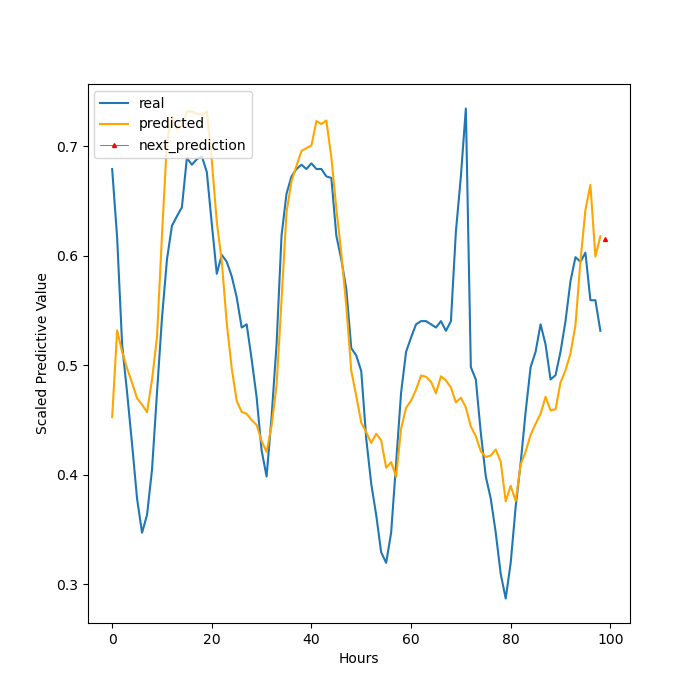 real
predicted
next_prediction
0.7
0.6
0.5
0.4
0.3
Scaled Predictive Value
0 20 40 60 80 100
Hours